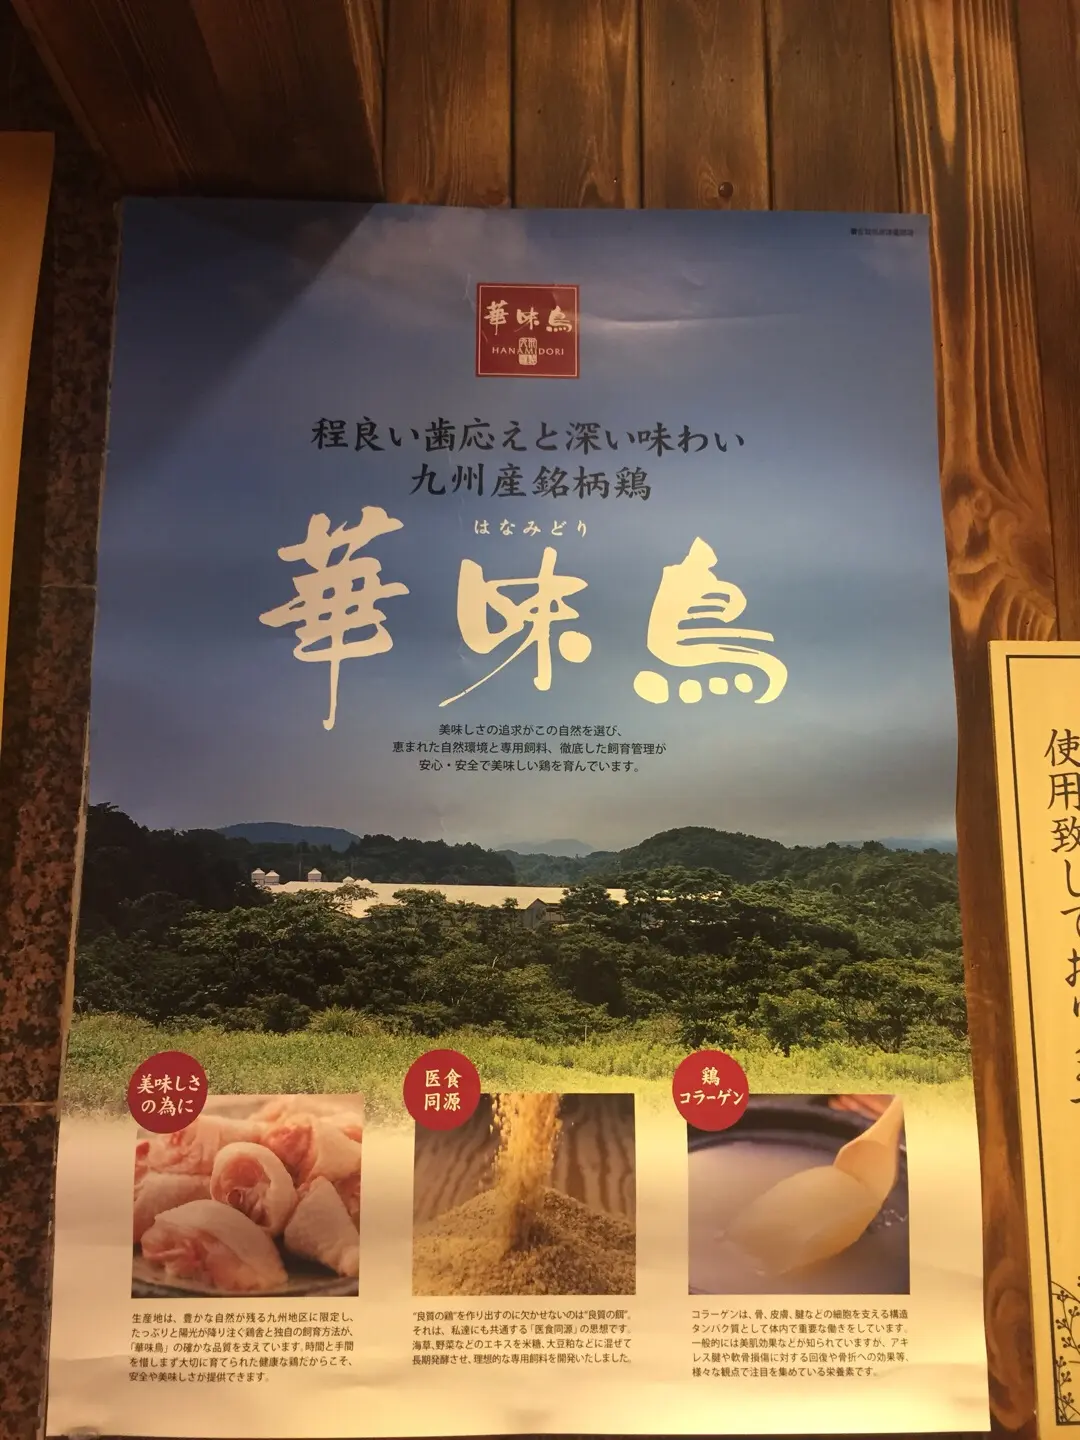 華味鳥
HANAMIDORI
程良い歯応えと深い味わい
九州産銘柄鶏
はなみどり
華味鳥
美味しさの追求がこの自然を選び、
恵まれた自然環境と専用飼料、徹底した飼育管理が
安心・安全で美味しい鶏を育んでいます。
美味しさ
の為に
生産地は、豊かな自然が残る九州地区に限定し、
たっぷりと陽光が降り注ぐ鶏舎と独自の飼育方法が、
「華味鳥」の確かな品質を支えています。時間と手間
を惜しまず大切に育てられた健康な鶏だからこそ、
安全や美味しさが提供できます。
医食
同源
“良質の鶏”を作り出すのに欠かせないのは“良質の餌”。
それは、私達にも共通する「医食同源」の思想です。
海草、野菜などのエキスを米糠、大豆粕などに混ぜて
長期発酵させ、理想的な専用飼料を開発いたしました。
鶏
コラーゲン
コラーゲンは、骨、皮膚、腱などの細胞を支える構造
タンパク質として体内で重要な働きをしています。
一般的には美肌効果などが知られていますが、アキ
レス腱や軟骨損傷に対する回復や骨折への効果等、
様々な観点で注目を集めている栄養素です。
使用致しており